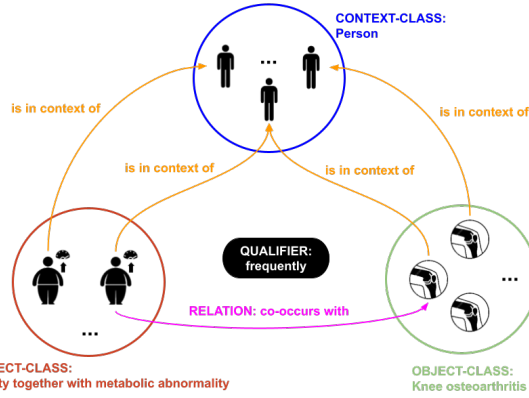 CONTEXT-CLASS:
Person
...
is in context of
is in context of
is in context of
is in context of
QUALIFIER:
frequently
...
RELATION: co-occurs with
...
ECT-CLASS:
ty together with metabolic abnormality
OBJECT-CLASS:
Knee osteoarthritis